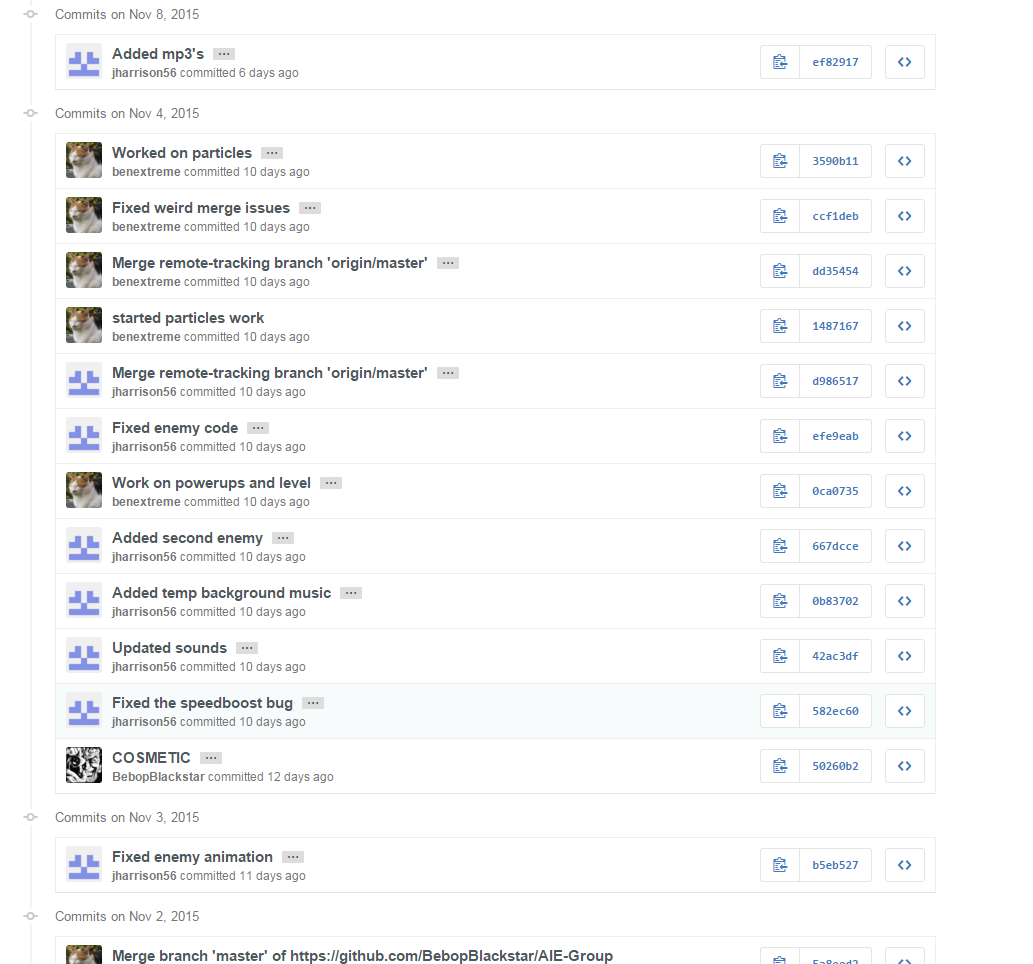 Commits on Nov 8, 2015
Added mp3's …
jharrison56 committed 6 days ago
ef82917
Commits on Nov 4, 2015
Worked on particles …
benextreme committed 10 days ago
3590b11
Fixed weird merge issues …
benextreme committed 10 days ago
ccf1deb
Merge remote-tracking branch 'origin/master' …
benextreme committed 10 days ago
dd35454
started particles work
benextreme committed 10 days ago
1487167
Merge remote-tracking branch 'origin/master' …
jharrison56 committed 10 days ago
d986517
Fixed enemy code …
jharrison56 committed 10 days ago
efe9eab
Work on powerups and level …
benextreme committed 10 days ago
0ca0735
Added second enemy …
jharrison56 committed 10 days ago
667dcce
Added temp background music …
jharrison56 committed 10 days ago
0b83702
Updated sounds …
jharrison56 committed 10 days ago
42ac3df
Fixed the speedboost bug …
jharrison56 committed 10 days ago
582ec60
COSMETIC …
BebopBlackstar committed 12 days ago
50260b2
Commits on Nov 3, 2015
Fixed enemy animation …
jharrison56 committed 11 days ago
b5eb527
Commits on Nov 2, 2015
Merge branch 'master' of https://github.com/BebopBlackstar/AIE-Group